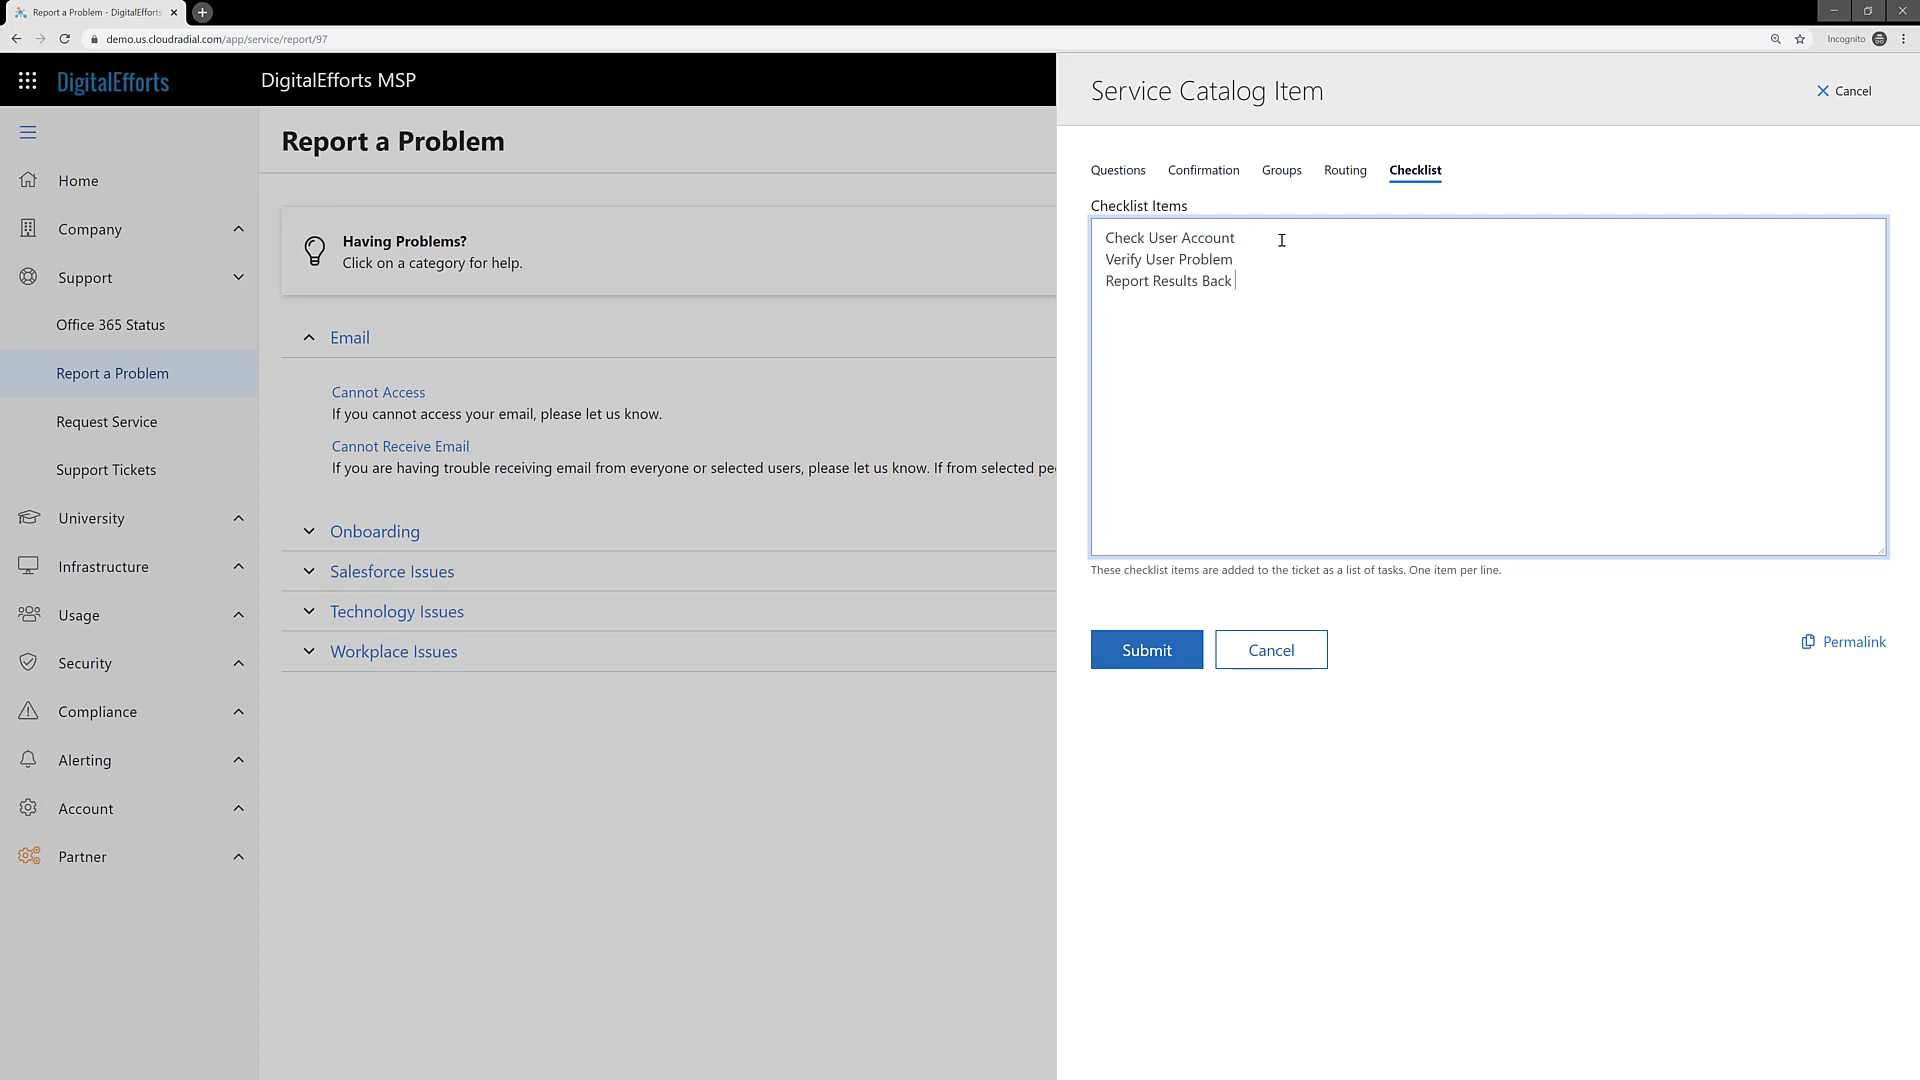 Report a Problem - DigitalEfforts
demo.us.cloudradial.com/app/service/report/97
Incognito
DigitalEfforts
DigitalEfforts MSP
Home
Company
Support
Office 365 Status
Report a Problem
Request Service
Support Tickets
University
Infrastructure
Usage
Security
Compliance
Alerting
Account
Partner
Report a Problem
Having Problems?
Click on a category for help.
Email
Cannot Access
If you cannot access your email, please let us know.
Cannot Receive Email
If you are having trouble receiving email from everyone or selected users, please let us know. If from selected pe
Onboarding
Salesforce Issues
Technology Issues
Workplace Issues
Service Catalog Item
Cancel
Questions Confirmation Groups Routing Checklist
Checklist Items
Check User Account
Verify User Problem
Report Results Back
These checklist items are added to the ticket as a list of tasks. One item per line.
Submit Cancel
Permalink